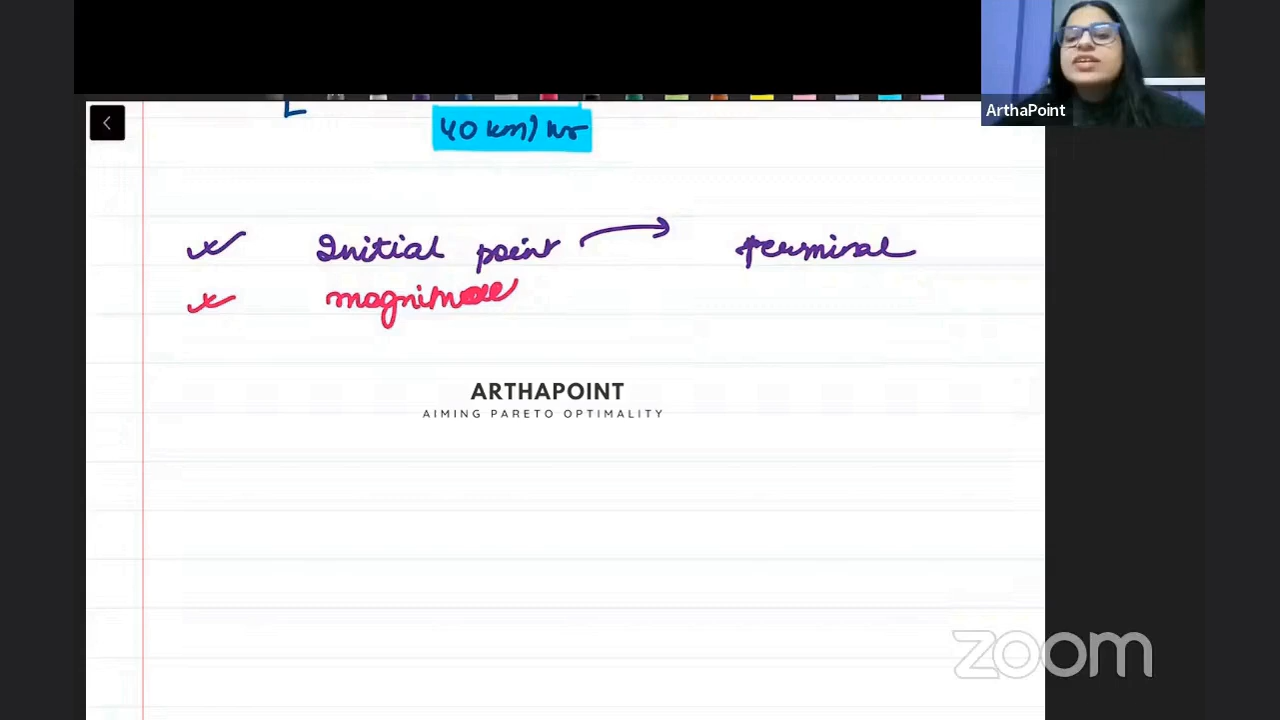 ArthaPoint
40 km/hr
Initial point → terminal
magnitude
ARTHAPOINT
AIMING PARETO OPTIMALITY
zoom